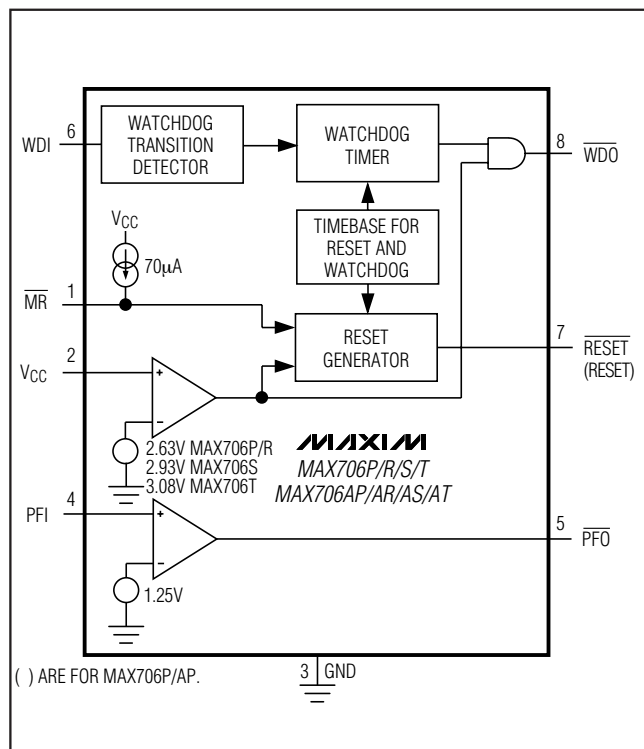 WATCHDOG
TRANSITION
DETECTOR
WATCHDOG
TIMER
6
WDI
8
WDO
TIMEBASE FOR
RESET AND
WATCHDOG
VCC
70µA
1
MR
RESET
GENERATOR
7
RESET
(RESET)
2
VCC
+
−
2.63V MAX706P/R
2.93V MAX706S
3.08V MAX706T
MAXIM
MAX706P/R/S/T
MAX706AP/AR/AS/AT
4
PFI
+
−
1.25V
5
PFO
3 GND
( ) ARE FOR MAX706P/AP.